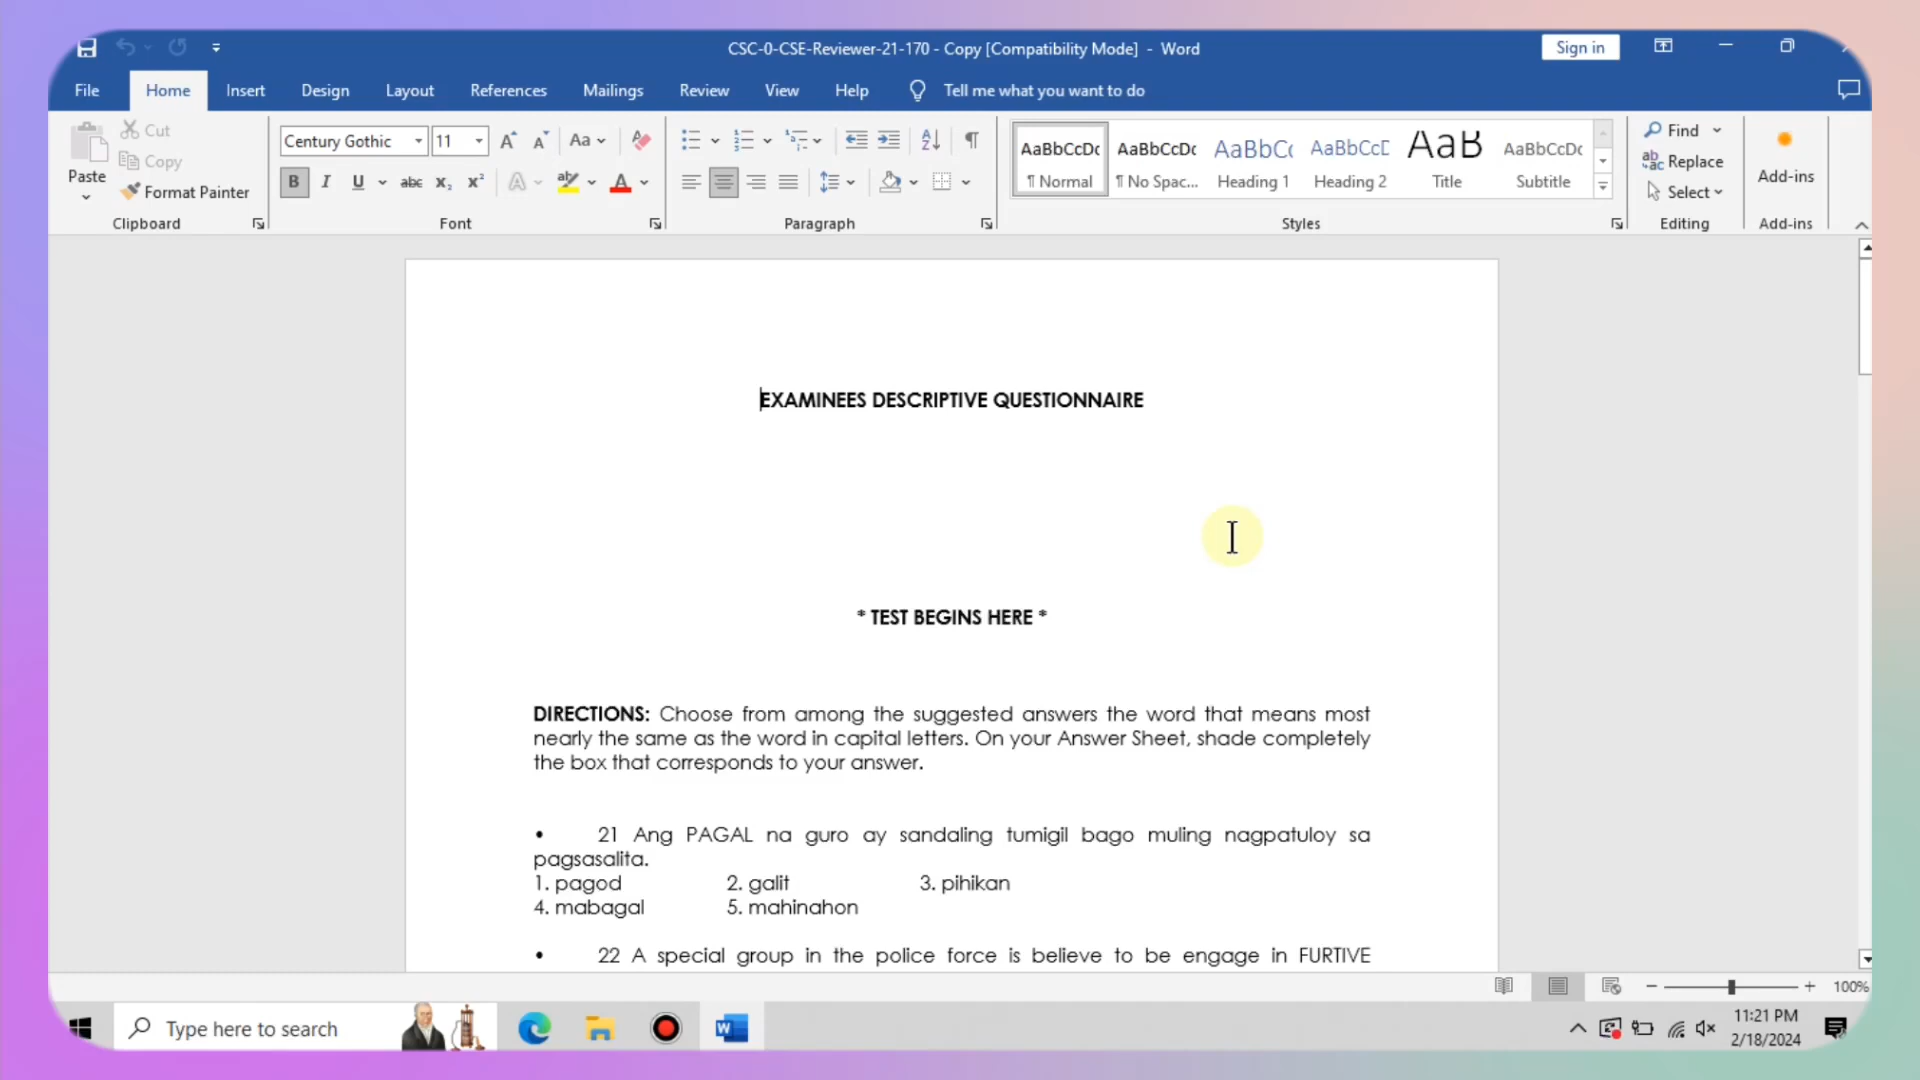 CSC-0-CSE-Reviewer-21-170 - Copy [Compatibility Mode] - Word
Sign in
File Home Insert Design Layout References Mailings Review View Help Tell me what you want to do
Paste
Cut
Copy
Format Painter
Clipboard
Century Gothic 11
Font
Paragraph
AaBbCcDc AaBbCcDc AaBbCc AaBbCcD AaB AaBbCcDc
¶ Normal ¶ No Spac... Heading 1 Heading 2 Title Subtitle
Styles
Find
Replace
Select
Editing
Add-ins
Add-ins
EXAMINEES DESCRIPTIVE QUESTIONNAIRE
* TEST BEGINS HERE *
DIRECTIONS: Choose from among the suggested answers the word that means most
nearly the same as the word in capital letters. On your Answer Sheet, shade completely
the box that corresponds to your answer.
• 21 Ang PAGAL na guro ay sandaling tumigil bago muling nagpatuloy sa
pagsasalita.
1. pagod 2. galit 3. pihikan
4. mabagal 5. mahinahon
• 22 A special group in the police force is believe to be engage in FURTIVE
100%
Type here to search
11:21 PM
2/18/2024